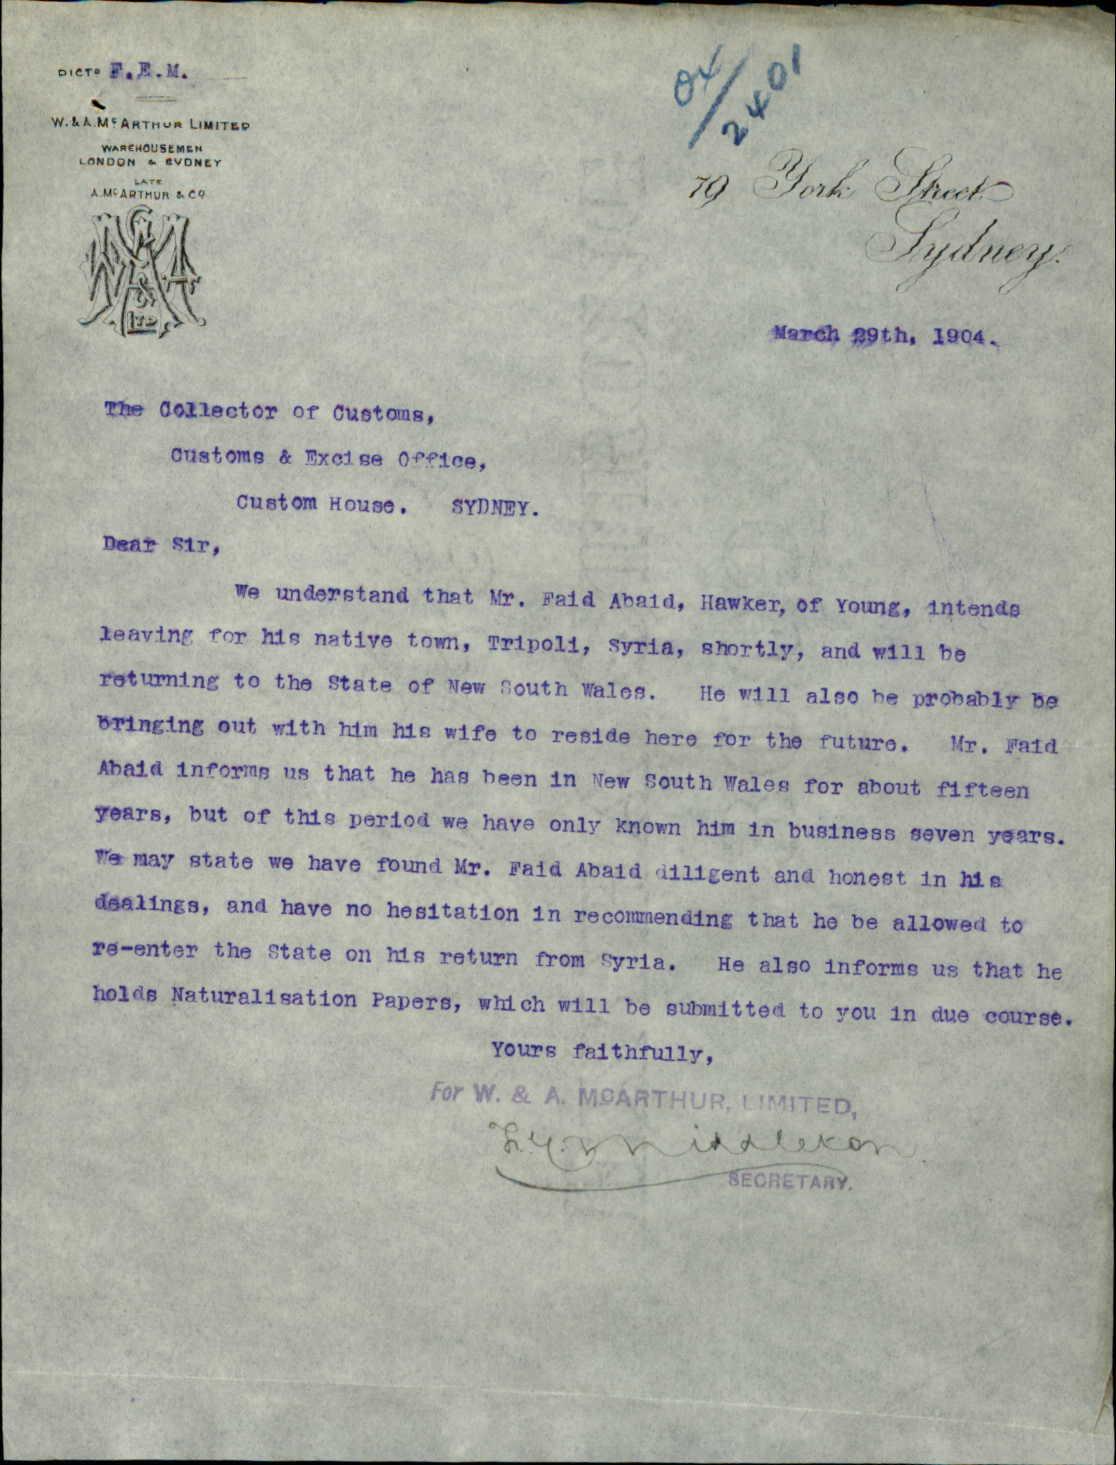 DICTD F.E.M.
W. & A. McARTHUR LIMITED
WAREHOUSEMEN
LONDON & SYDNEY
LATE
A. McARTHUR & CO
LTD
04/2401
79 York Street
Sydney.
March 29th, 1904.
The Collector of Customs,
Customs & Excise Office,
Custom House. SYDNEY.
Dear Sir,
We understand that Mr. Faid Abaid, Hawker, of Young, intends
leaving for his native town, Tripoli, Syria, shortly, and will be
returning to the State of New South Wales. He will also be probably be
bringing out with him his wife to reside here for the future. Mr. Faid
Abaid informs us that he has been in New South Wales for about fifteen
years, but of this period we have only known him in business seven years.
We may state we have found Mr. Faid Abaid diligent and honest in his
dealings, and have no hesitation in recommending that he be allowed to
re-enter the State on his return from Syria. He also informs us that he
holds Naturalisation Papers, which will be submitted to you in due course.
Yours faithfully,
For W. & A. McARTHUR, LIMITED,
Middleton
SECRETARY.